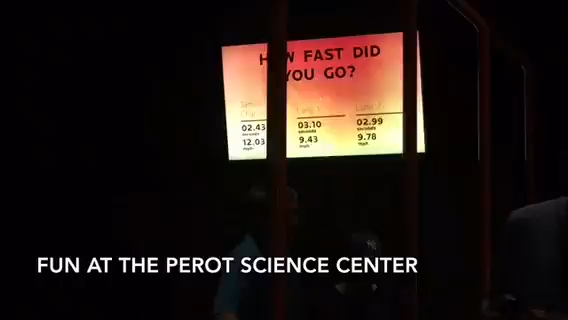 FAST DID
YOU GO?
02.43 03.10 02.99
seconds seconds seconds
12.03 9.43 9.78
mph mph mph
FUN AT THE PEROT SCIENCE CENTER